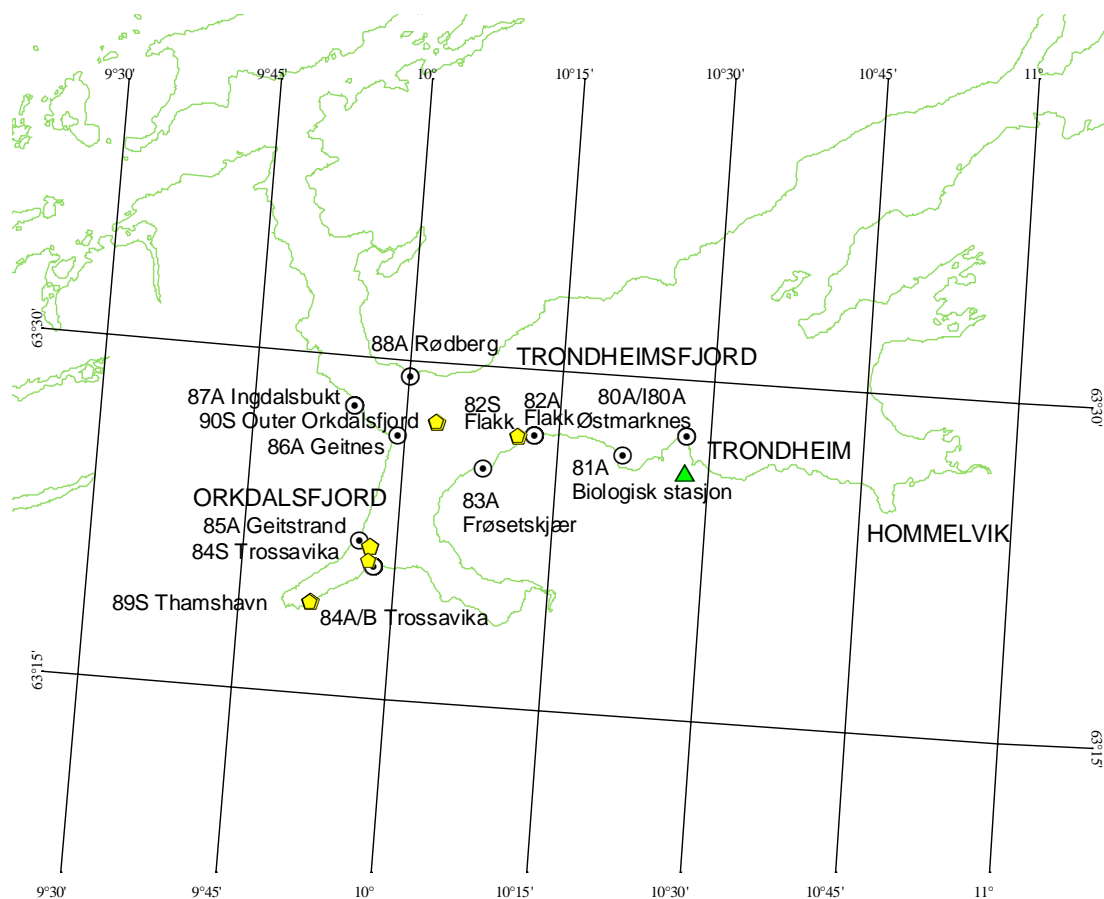 9°30'
9°45'
10°
10°15'
10°30'
10°45'
11°
63°30'
88A Rødberg
TRONDHEIMSFJORD
87A Ingdalsbukt
90S Outer Orkdalsfjord
86A Geitnes
82S
Flakk
82A
Flakk
80A/I80A
Østmarknes
63°30'
TRONDHEIM
81A
Biologisk stasjon
ORKDALSFJORD
83A
Frøsetskjær
85A Geitstrand
84S Trossavika
HOMMELVIK
89S Thamshavn
84A/B Trossavika
63°15'
63°15'
9°30'
9°45'
10°
10°15'
10°30'
10°45'
11°